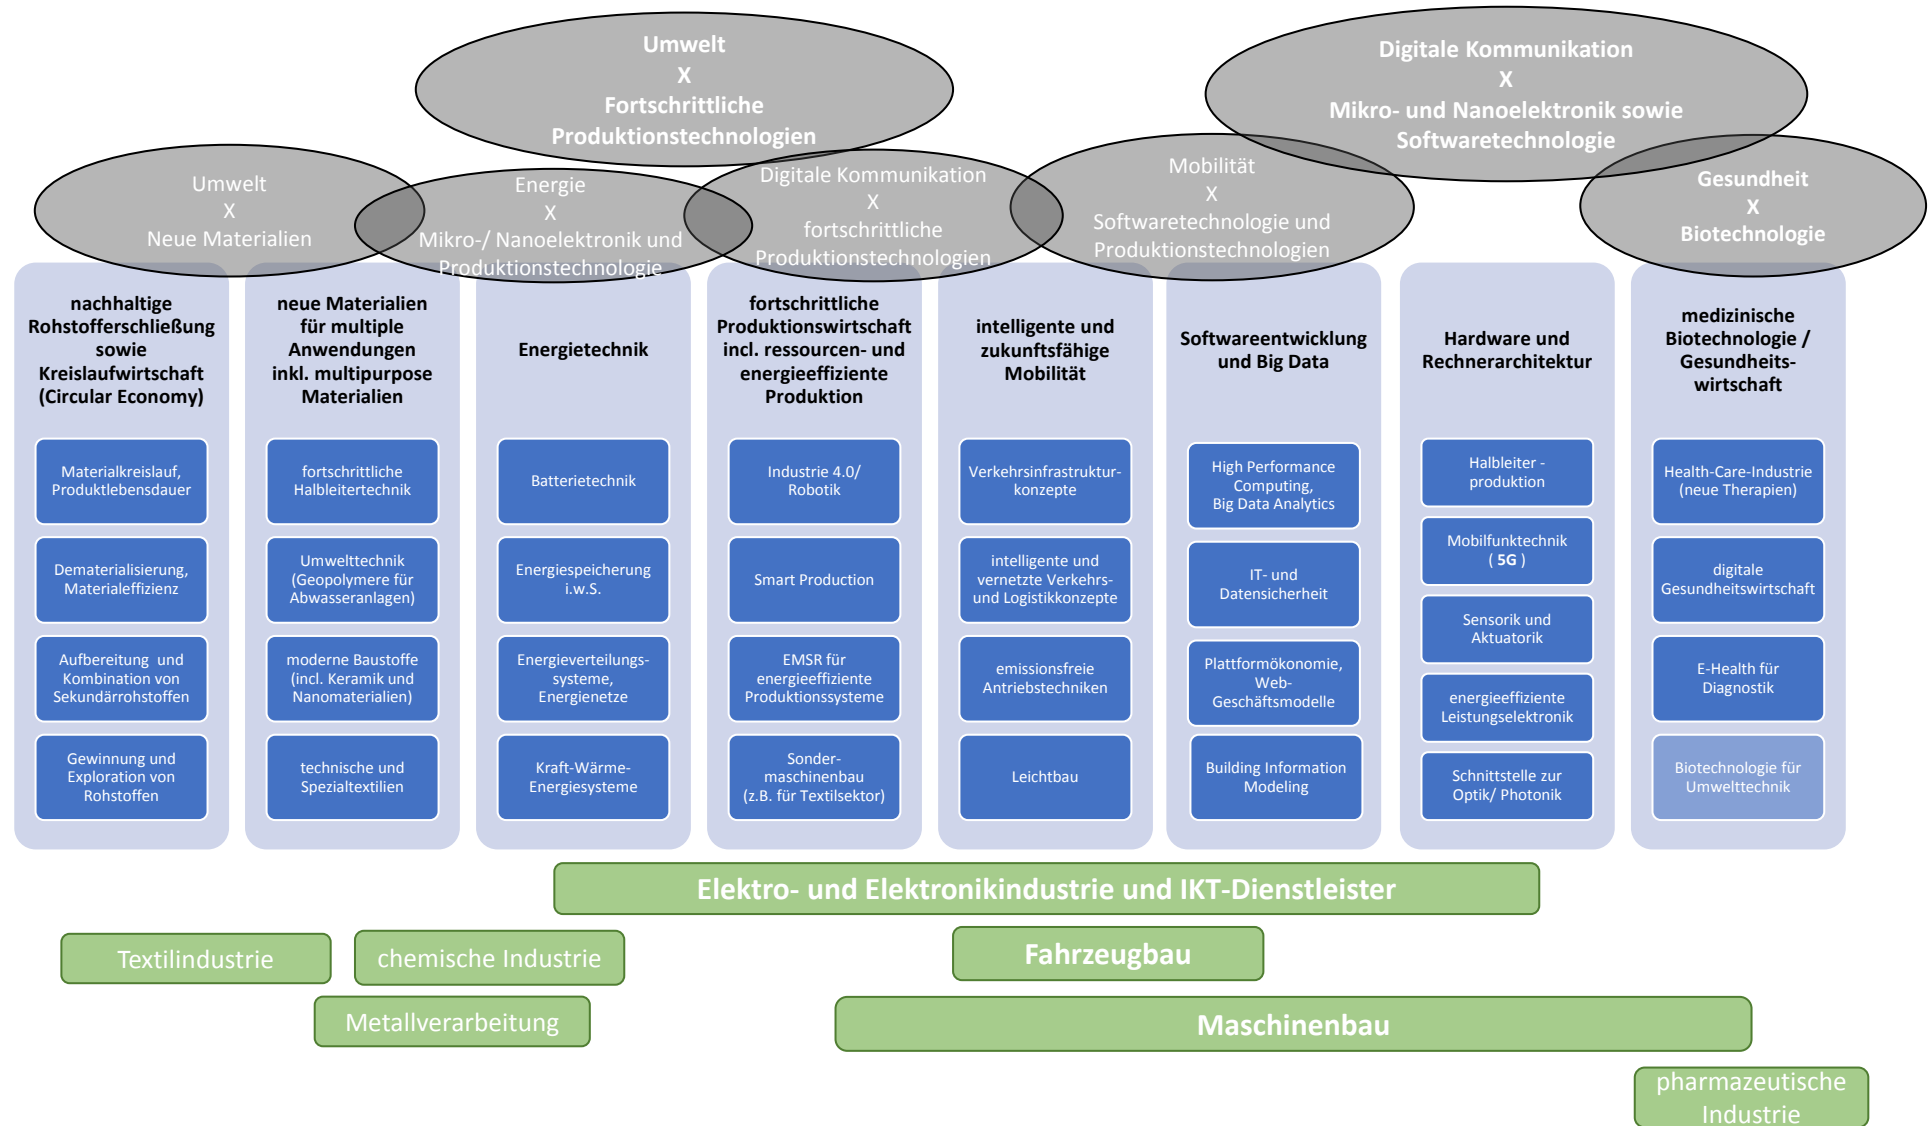 Umwelt
X
Fortschrittliche
Produktionstechnologien
Digitale Kommunikation
X
Mikro- und Nanoelektronik sowie
Softwaretechnologie
Umwelt
X
Neue Materialien
Energie
X
Mikro-/ Nanoelektronik und
Produktionstechnologie
Digitale Kommunikation
X
fortschrittliche
Produktionstechnologien
Mobilität
X
Softwaretechnologie und
Produktionstechnologien
Gesundheit
X
Biotechnologie
nachhaltige
Rohstofferschließung
sowie
Kreislaufwirtschaft
(Circular Economy)
Materialkreislauf,
Produktlebensdauer
Dematerialisierung,
Materialeffizienz
Aufbereitung und
Kombination von
Sekundärrohstoffen
Gewinnung und
Exploration von
Rohstoffen
neue Materialien
für multiple
Anwendungen
inkl. multipurpose
Materialien
fortschrittliche
Halbleitertechnik
Umwelttechnik
(Geopolymere für
Abwasseranlagen)
moderne Baustoffe
(incl. Keramik und
Nanomaterialien)
technische und
Spezialtextilien
Energietechnik
Batterietechnik
Energiespeicherung
i.w.S.
Energieverteilungs-
systeme,
Energienetze
Kraft-Wärme-
Energiesysteme
fortschrittliche
Produktionswirtschaft
incl. ressourcen- und
energieeffiziente
Produktion
Industrie 4.0/
Robotik
Smart Production
EMSR für
energieeffiziente
Produktionssysteme
Sonder-
maschinenbau
(z.B. für Textilsektor)
intelligente und
zukunftsfähige
Mobilität
Verkehrsinfrastruktur-
konzepte
intelligente und
vernetzte Verkehrs-
und Logistikkonzepte
emissionsfreie
Antriebstechniken
Leichtbau
Softwareentwicklung
und Big Data
High Performance
Computing,
Big Data Analytics
IT- und
Datensicherheit
Plattformökonomie,
Web-
Geschäftsmodelle
Building Information
Modeling
Hardware und
Rechnerarchitektur
Halbleiter -
produktion
Mobilfunktechnik
( 5G )
Sensorik und
Aktuatorik
energieeffiziente
Leistungselektronik
Schnittstelle zur
Optik/ Photonik
medizinische
Biotechnologie /
Gesundheits-
wirtschaft
Health-Care-Industrie
(neue Therapien)
digitale
Gesundheitswirtschaft
E-Health für
Diagnostik
Biotechnologie für
Umwelttechnik
Elektro- und Elektronikindustrie und IKT-Dienstleister
Textilindustrie
chemische Industrie
Fahrzeugbau
Metallverarbeitung
Maschinenbau
pharmazeutische
Industrie